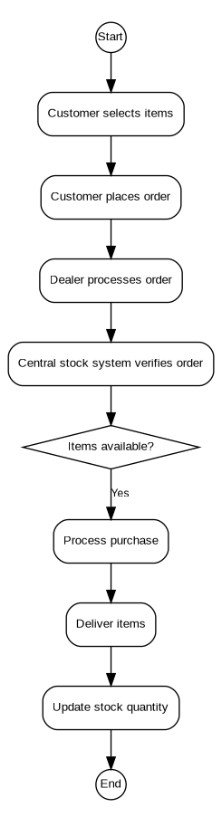 Start
Customer selects items
Customer places order
Dealer processes order
Central stock system verifies order
Items available?
Yes
Process purchase
Deliver items
Update stock quantity
End